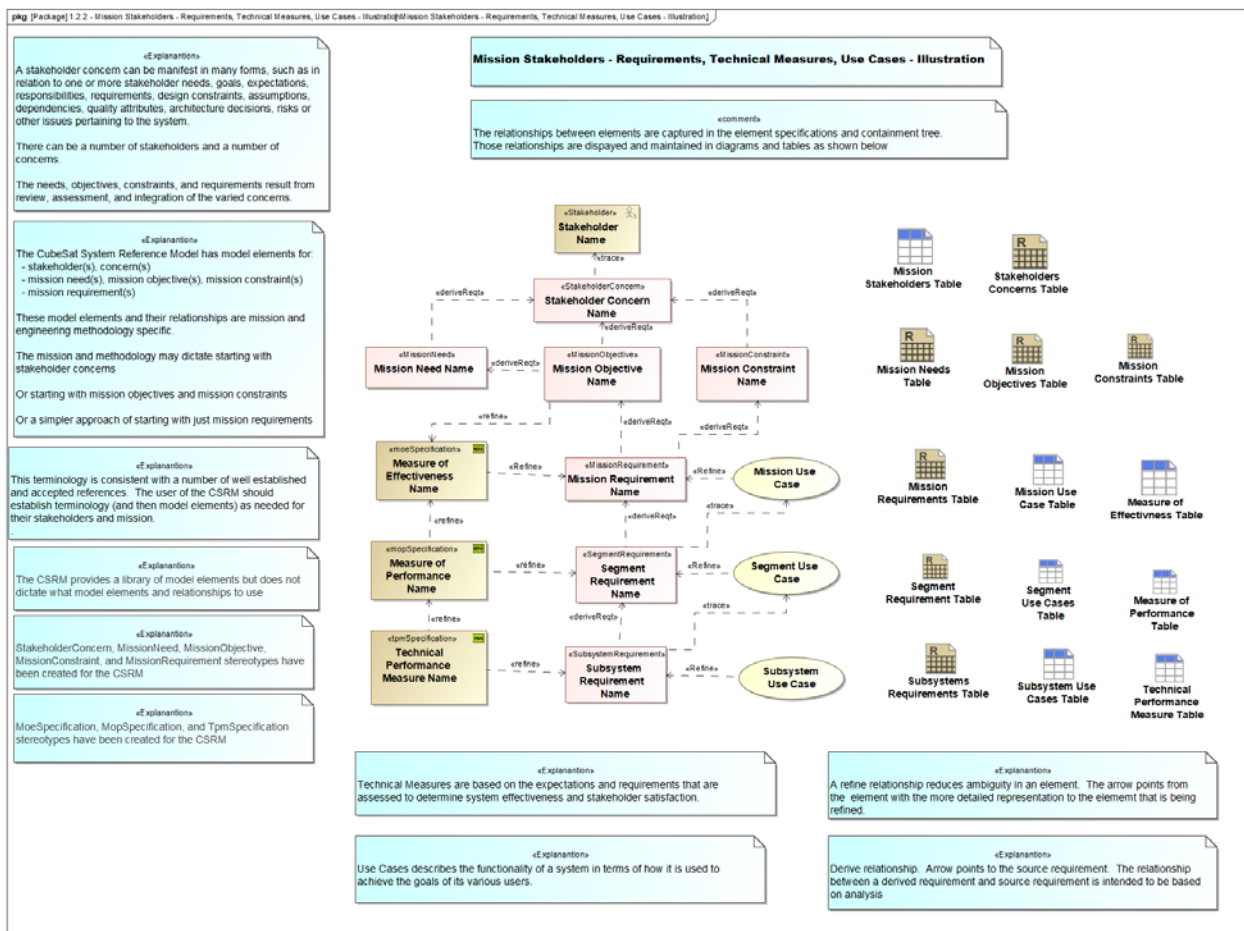 pkg [Package] 1.2.2 - Mission Stakeholders - Requirements, Technical Measures, Use Cases - Illustration[Mission Stakeholders - Requirements, Technical Measures, Use Cases - Illustration]
«Explanantion»
A stakeholder concern can be manifest in many forms, such as in
relation to one or more stakeholder needs, goals, expectations,
responsibilities, requirements, design constraints, assumptions,
dependencies, quality attributes, architecture decisions, risks or
other issues pertaining to the system.
There can be a number of stakeholders and a number of
concerns.
The needs, objectives, constraints, and requirements result from
review, assessment, and integration of the varied concerns.
Mission Stakeholders - Requirements, Technical Measures, Use Cases - Illustration
«comment»
The relationships between elements are captured in the element specifications and containment tree.
Those relationships are dispayed and maintained in diagrams and tables as shown below
«Explanantion»
The CubeSat System Reference Model has model elements for:
- stakeholder(s), concern(s)
- mission need(s), mission objective(s), mission constraint(s)
- mission requirement(s)
These model elements and their relationships are mission and
engineering methodology specific.
The mission and methodology may dictate starting with
stakeholder concerns
Or starting with mission objectives and mission constraints
Or a simpler approach of starting with just mission requirements
«Explanantion»
This terminology is consistent with a number of well established
and accepted references. The user of the CSRM should
establish terminology (and then model elements) as needed for
their stakeholders and mission.
.
«Explanantion»
The CSRM provides a library of model elements but does not
dictate what model elements and relationships to use
«Explanantion»
StakeholderConcern, MissionNeed, MissionObjective,
MissionConstraint, and MissionRequirement stereotypes have
been created for the CSRM
«Explanantion»
MoeSpecification, MopSpecification, and TpmSpecification
stereotypes have been created for the CSRM
«Stakeholder»
Stakeholder
Name
«trace»
«StakeholderConcern»
Stakeholder Concern
Name
«deriveReqt»
«deriveReqt»
«deriveReqt»
«MissionNeed»
Mission Need Name
«deriveReqt»
«MissionObjective»
Mission Objective
Name
«MissionConstraint»
Mission Constraint
Name
«refine»
«deriveReqt»
«deriveReqt»
«moeSpecification»
Measure of
Effectiveness
Name
«Refine»
«MissionRequirement»
Mission Requirement
Name
«Refine»
Mission Use
Case
«refine»
«deriveReqt»
«trace»
«mopSpecification»
Measure of
Performance
Name
«refine»
«SegmentRequirement»
Segment
Requirement
Name
«Refine»
Segment Use
Case
«refine»
«deriveReqt»
«trace»
«tpmSpecification»
Technical
Performance
Measure Name
«refine»
«SubsystemRequirement»
Subsystem
Requirement
Name
«Refine»
Subsystem
Use Case
Mission
Stakeholders Table
R
Stakeholders
Concerns Table
R
Mission Needs
Table
R
Mission
Objectives Table
R
Mission
Constraints Table
R
Mission
Requirements Table
Mission Use
Case Table
Measure of
Effectivness Table
R
Segment
Requirement Table
Segment
Use Cases
Table
Measure of
Performance
Table
R
Subsystems
Requirements Table
Subsystem Use
Cases Table
Technical
Performance
Measure Table
«Explanantion»
Technical Measures are based on the expectations and requirements that are
assessed to determine system effectiveness and stakeholder satisfaction.
«Explanantion»
A refine relationship reduces ambiguity in an element. The arrow points from
the element with the more detailed representation to the elememt that is being
refined.
«Explanantion»
Use Cases describes the functionality of a system in terms of how it is used to
achieve the goals of its various users.
«Explanantion»
Derive relationship. Arrow points to the source requirement. The relationship
between a derived requirement and source requirement is intended to be based
on analysis